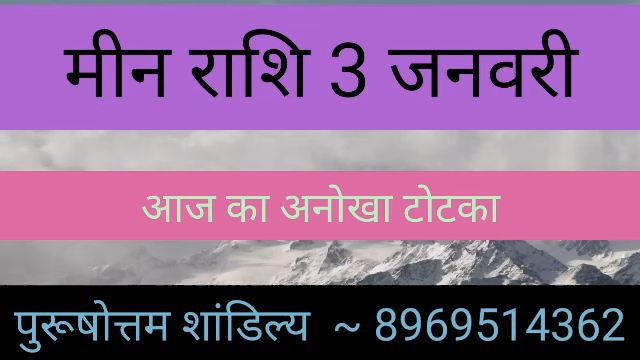 मीन राशि 3 जनवरी
आज का अनोखा टोटका
पुरूषोत्तम शांडिल्य ~ 8969514362